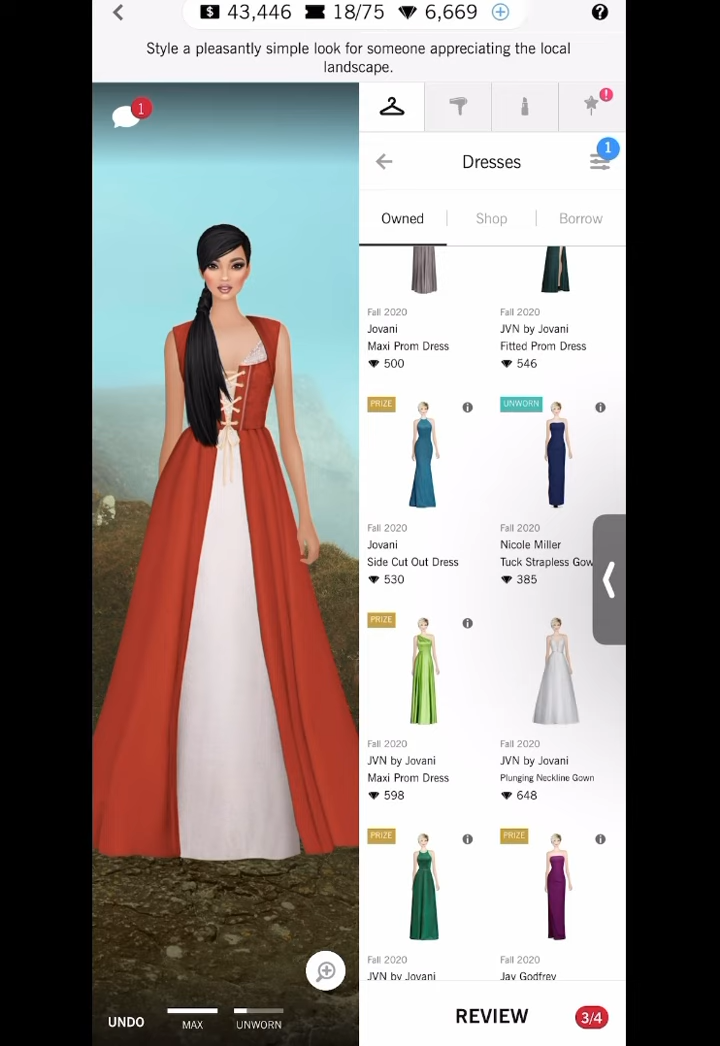 $ 43,446 18/75 6,669
Style a pleasantly simple look for someone appreciating the local
landscape.
1
!
Dresses
1
Owned
Shop
Borrow
Fall 2020
Jovani
Maxi Prom Dress
500
Fall 2020
JVN by Jovani
Fitted Prom Dress
546
PRIZE
Fall 2020
Jovani
Side Cut Out Dress
530
UNWORN
Fall 2020
Nicole Miller
Tuck Strapless Gow
385
PRIZE
Fall 2020
JVN by Jovani
Maxi Prom Dress
598
Fall 2020
JVN by Jovani
Plunging Neckline Gown
648
PRIZE
Fall 2020
JVN by Jovani
PRIZE
Fall 2020
Jay Godfrey
UNDO
MAX
UNWORN
REVIEW
3/4